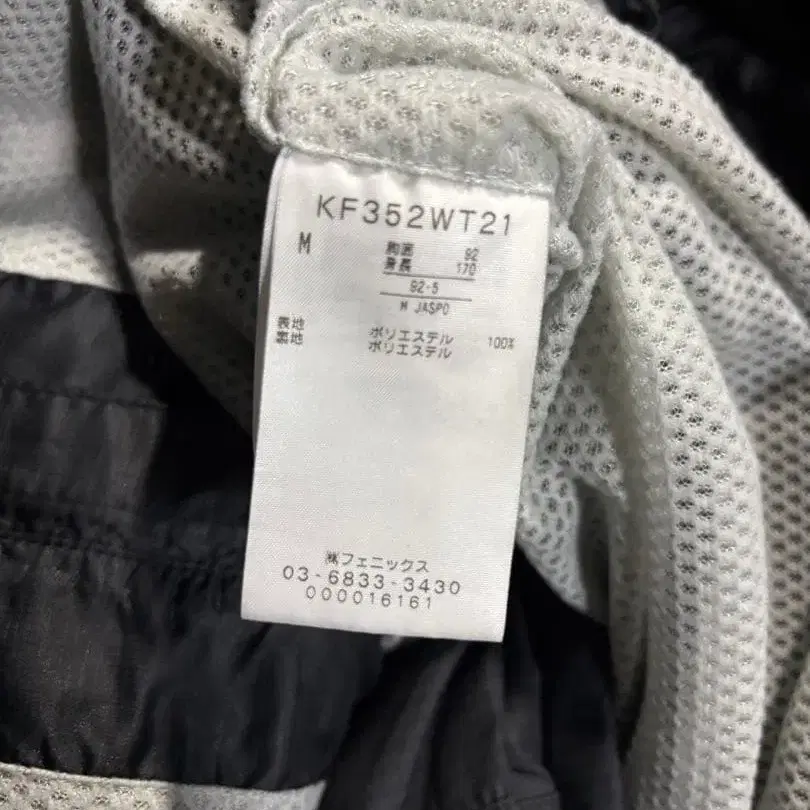 KF352WT21
M 胸囲 92
身長 170
92-5
M JASPO
表地 ポリエステル 100%
裏地 ポリエステル
㈱フェニックス
03-6833-3430
000016161